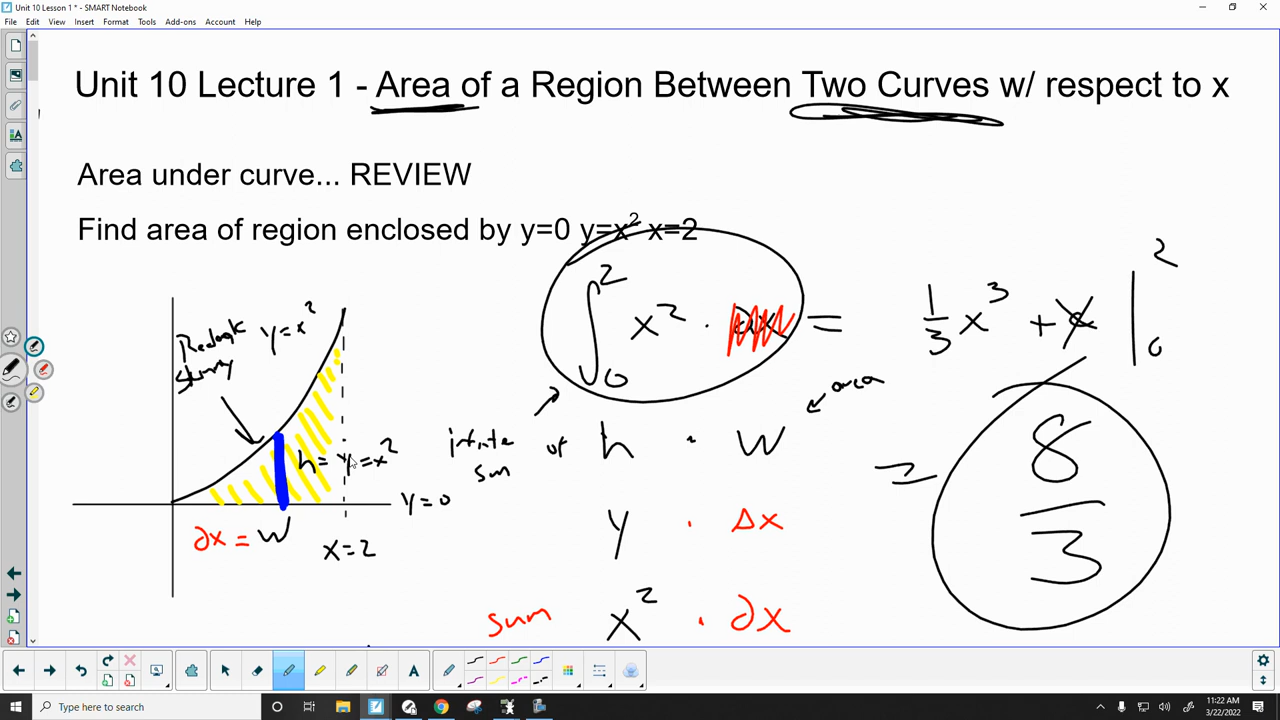 Unit 10 Lesson 1 * - SMART Notebook
File Edit View Insert Format Tools Add-ons Account Help
Unit 10 Lecture 1 - Area of a Region Between Two Curves w/ respect to x
Area under curve... REVIEW
Find area of region enclosed by y=0 y=x² x=2
y=x²
h=y=x²
y=0
∂x = W
x=2
∫₀² x² · = 1/3 x³ + |₀²
area
infinite sum of h · W
= 8/3
y · Δx
sum x² · ∂x
A
Type here to search
11:22 AM
3/22/2022